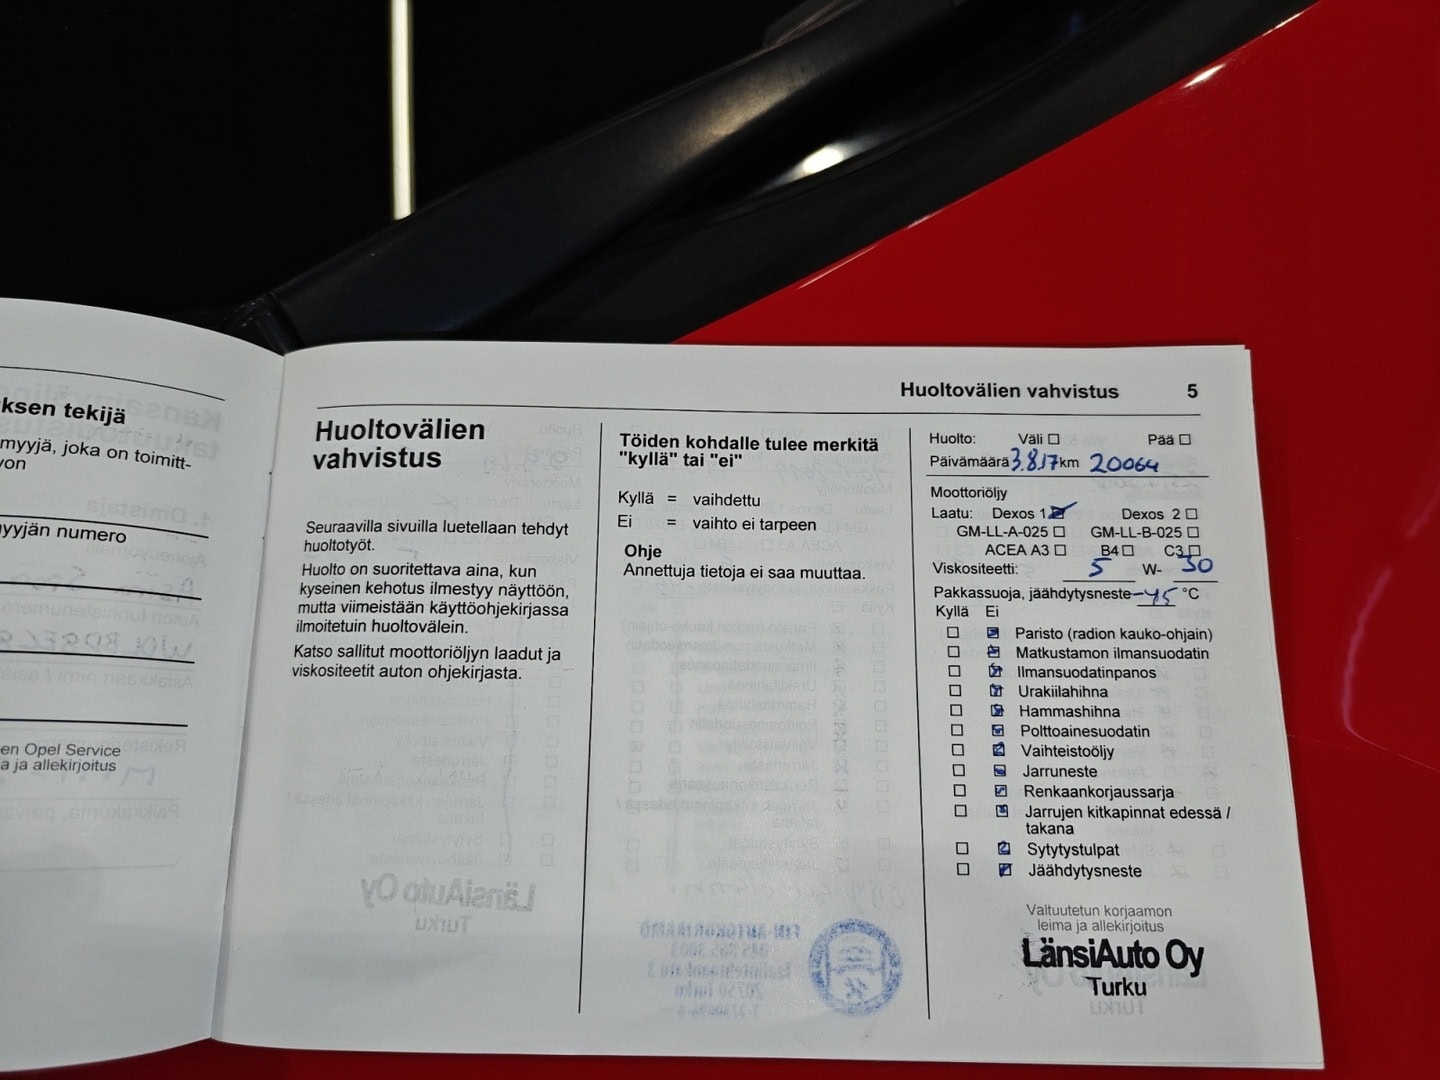 ksen tekijä
myyjä, joka on toimitt-
von
myyjän numero
en Opel Service
a ja allekirjoitus
Huoltovälien vahvistus 5
Huoltovälien
vahvistus
Seuraavilla sivuilla luetellaan tehdyt
huoltotyöt.
Huolto on suoritettava aina, kun
kyseinen kehotus ilmestyy näyttöön,
mutta viimeistään käyttöohjekirjassa
ilmoitetuin huoltovälein.
Katso sallitut moottoriöljyn laadut ja
viskositeetit auton ohjekirjasta.
Töiden kohdalle tulee merkitä
"kyllä" tai "ei"
Kyllä = vaihdettu
Ei = vaihto ei tarpeen
Ohje
Annettuja tietoja ei saa muuttaa.
Huolto: Väli ☐ Pää ☐
Päivämäärä 3.8.17 km 20064
Moottoriöljy
Laatu: Dexos 1 ☑ Dexos 2 ☐
GM-LL-A-025 ☐ GM-LL-B-025 ☐
ACEA A3 ☐ B4 ☐ C3 ☐
Viskositeetti: 5 W- 30
Pakkassuoja, jäähdytysneste -45 °C
Kyllä Ei
☐ ☑ Paristo (radion kauko-ohjain)
☐ ☑ Matkustamon ilmansuodatin
☐ ☑ Ilmansuodatinpanos
☐ ☑ Urakiilahihna
☐ ☑ Hammashihna
☐ ☑ Polttoainesuodatin
☐ ☑ Vaihteistoöljy
☐ ☑ Jarruneste
☐ ☑ Renkaankorjaussarja
☐ ☑ Jarrujen kitkapinnat edessä /
takana
☐ ☑ Sytytystulpat
☐ ☑ Jäähdytysneste
Valtuutetun korjaamon
leima ja allekirjoitus
LänsiAuto Oy
Turku